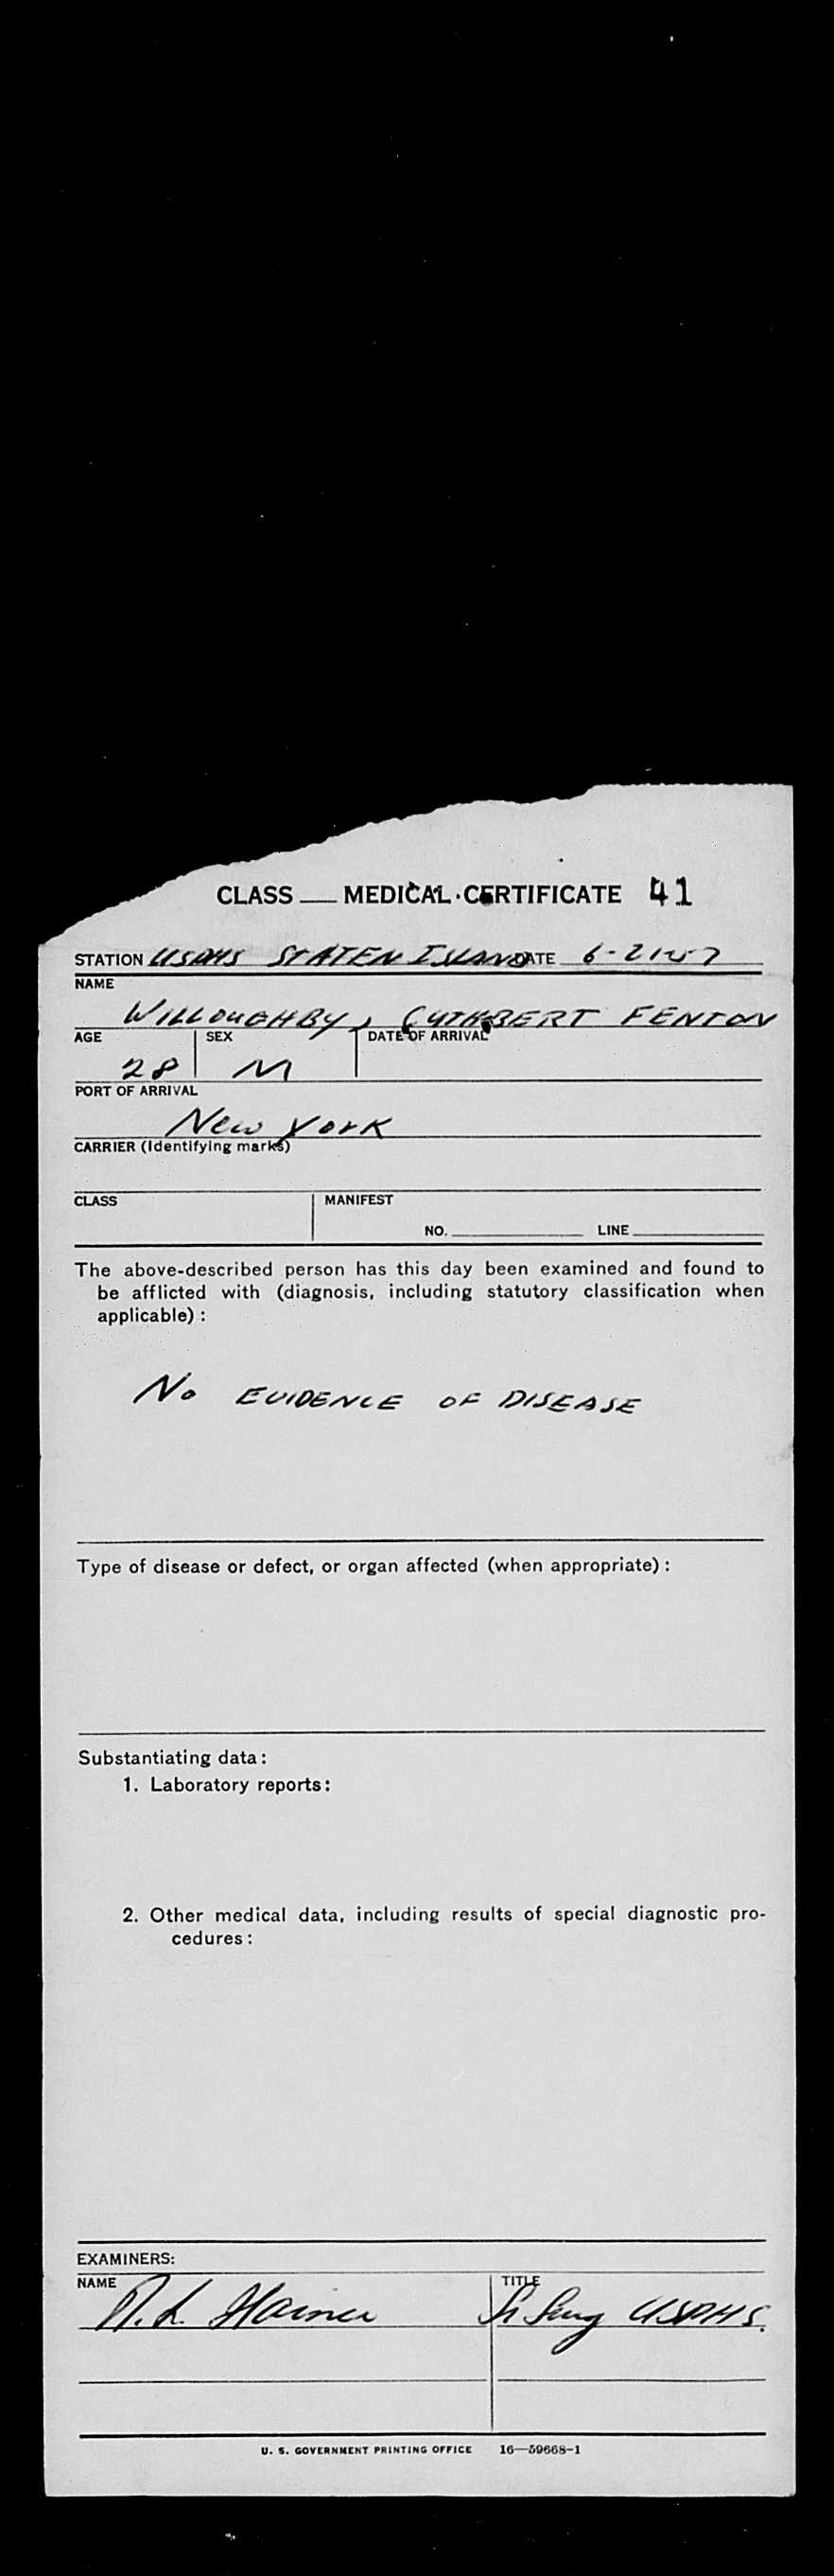 CLASS __ MEDICAL CERTIFICATE 41
STATION USPHS STATEN ISLAND DATE 6-21-57
NAME
WILLOUGHBY, CUTHBERT FENTON
AGE SEX DATE OF ARRIVAL
28 M
PORT OF ARRIVAL
New York
CARRIER (Identifying marks)
CLASS MANIFEST
NO. LINE
The above-described person has this day been examined and found to
be afflicted with (diagnosis, including statutory classification when
applicable):
No EVIDENCE OF DISEASE
Type of disease or defect, or organ affected (when appropriate):
Substantiating data:
1. Laboratory reports:
2. Other medical data, including results of special diagnostic pro-
cedures:
EXAMINERS:
NAME TITLE
Sr Surg USPHS.
U. S. GOVERNMENT PRINTING OFFICE 16—59668-1